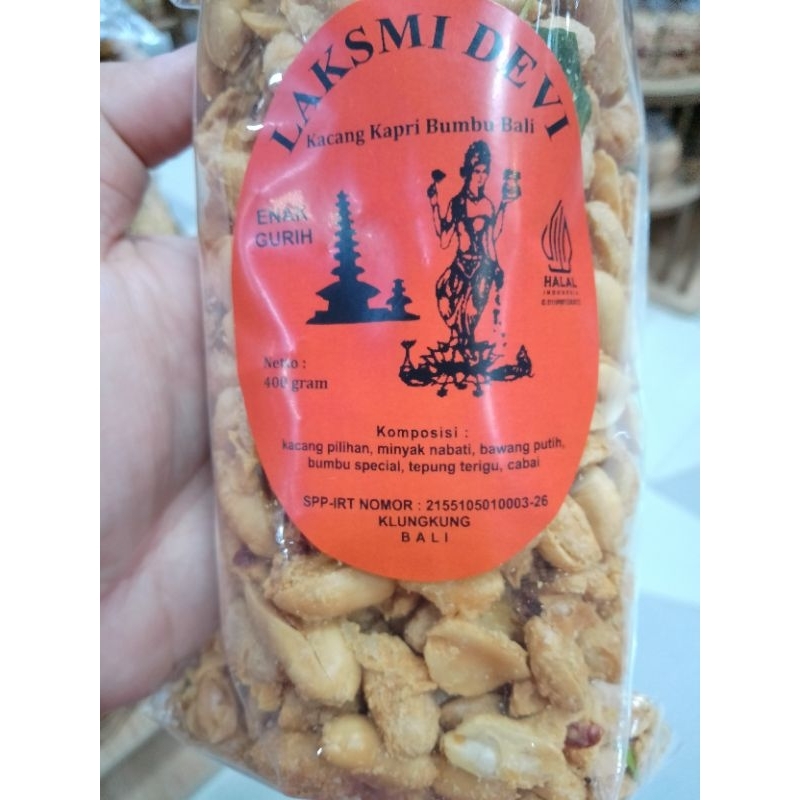 LAKSMI DEVI
Kacang Kapri Bumbu Bali
ENAK
GURIH
HALAL
INDONESIA
Netto :
400 gram
Komposisi :
kacang pilihan, minyak nabati, bawang putih,
bumbu special, tepung terigu, cabai
SPP-IRT NOMOR : 2155105010003-26
KLUNGKUNG
BALI